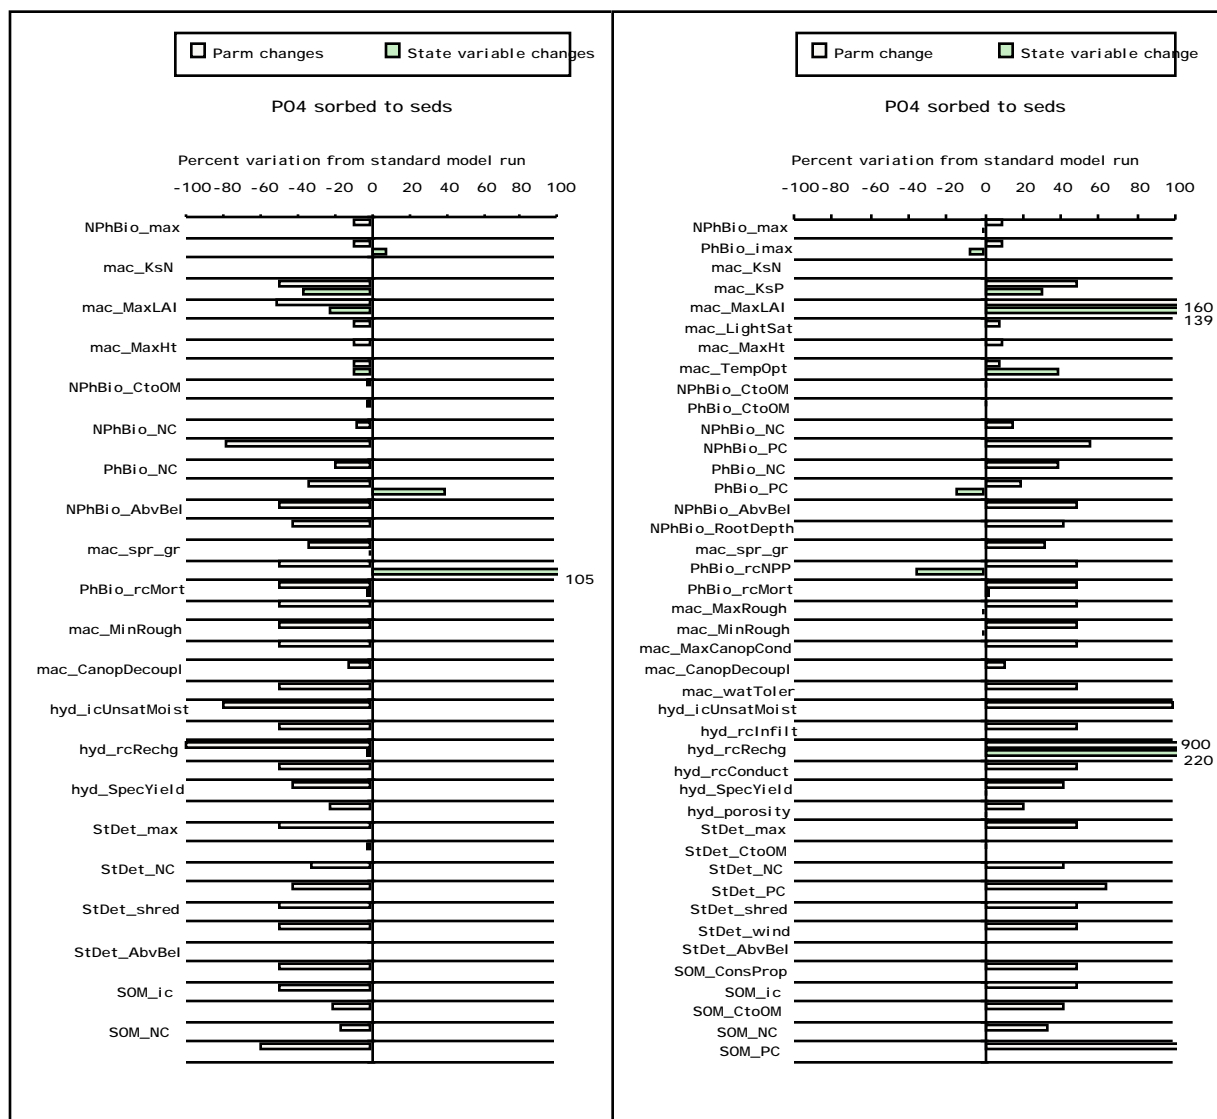 Parm changes
State variable changes
PO4 sorbed to seds
Percent variation from standard model run
-100 -80 -60 -40 -20 0 20 40 60 80 100
NPhBio_max
mac_KsN
mac_MaxLAI
mac_MaxHt
NPhBio_CtoOM
NPhBio_NC
PhBio_NC
NPhBio_AbvBel
mac_spr_gr
105
PhBio_rcMort
mac_MinRough
mac_CanopDecoupl
hyd_icUnsatMoist
hyd_rcRechg
hyd_SpecYield
StDet_max
StDet_NC
StDet_shred
StDet_AbvBel
SOM_ic
SOM_NC
Parm change
State variable change
PO4 sorbed to seds
Percent variation from standard model run
-100 -80 -60 -40 -20 0 20 40 60 80 100
NPhBio_max
PhBio_imax
mac_KsN
mac_KsP
mac_MaxLAI
160
139
mac_LightSat
mac_MaxHt
mac_TempOpt
NPhBio_CtoOM
PhBio_CtoOM
NPhBio_NC
NPhBio_PC
PhBio_NC
PhBio_PC
NPhBio_AbvBel
NPhBio_RootDepth
mac_spr_gr
PhBio_rcNPP
PhBio_rcMort
mac_MaxRough
mac_MinRough
mac_MaxCanopCond
mac_CanopDecoupl
mac_watToler
hyd_icUnsatMoist
hyd_rcInfilt
hyd_rcRechg
900
220
hyd_rcConduct
hyd_SpecYield
hyd_porosity
StDet_max
StDet_CtoOM
StDet_NC
StDet_PC
StDet_shred
StDet_wind
StDet_AbvBel
SOM_ConsProp
SOM_ic
SOM_CtoOM
SOM_NC
SOM_PC